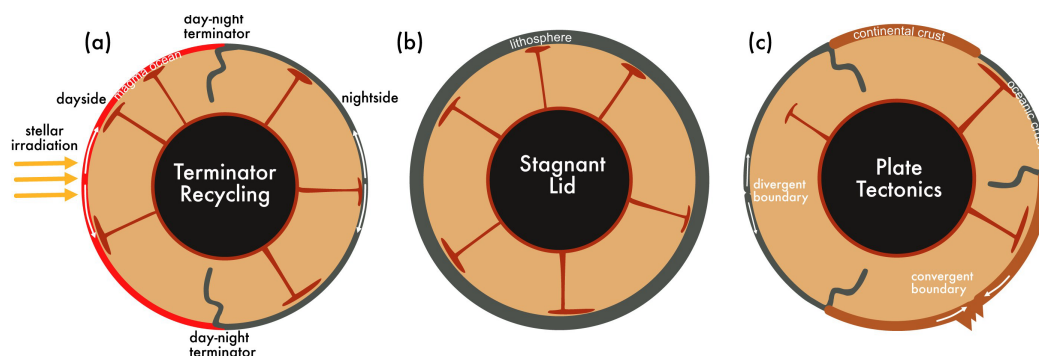 (a)
day-night
terminator
magma ocean
dayside
nightside
stellar
irradiation
Terminator
Recycling
day-night
terminator
(b)
lithosphere
Stagnant
Lid
(c)
continental crust
oceanic crust
divergent
boundary
Plate
Tectonics
convergent
boundary